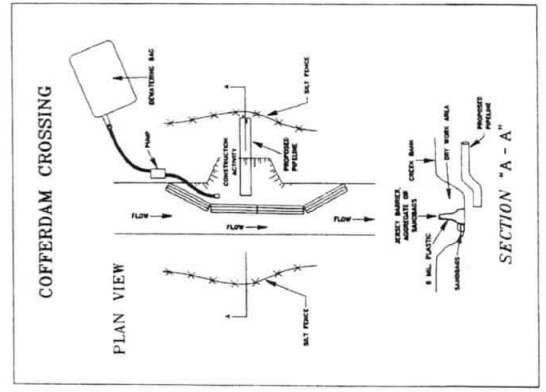 COFFERDAM CROSSING
PLAN VIEW
DEWATERING BAG
PUMP
CONSTRUCTION
ACTIVITY
PROPOSED
PIPELINE
SILT FENCE
A
A
FLOW
FLOW
FLOW
SILT FENCE
JERSEY BARRIER,
AGGREGATE OR
SANDBAGS
6 MIL. PLASTIC
SANDBAGS
CREEK BANK
DRY WORK AREA
PROPOSED
PIPELINE
SECTION "A - A"